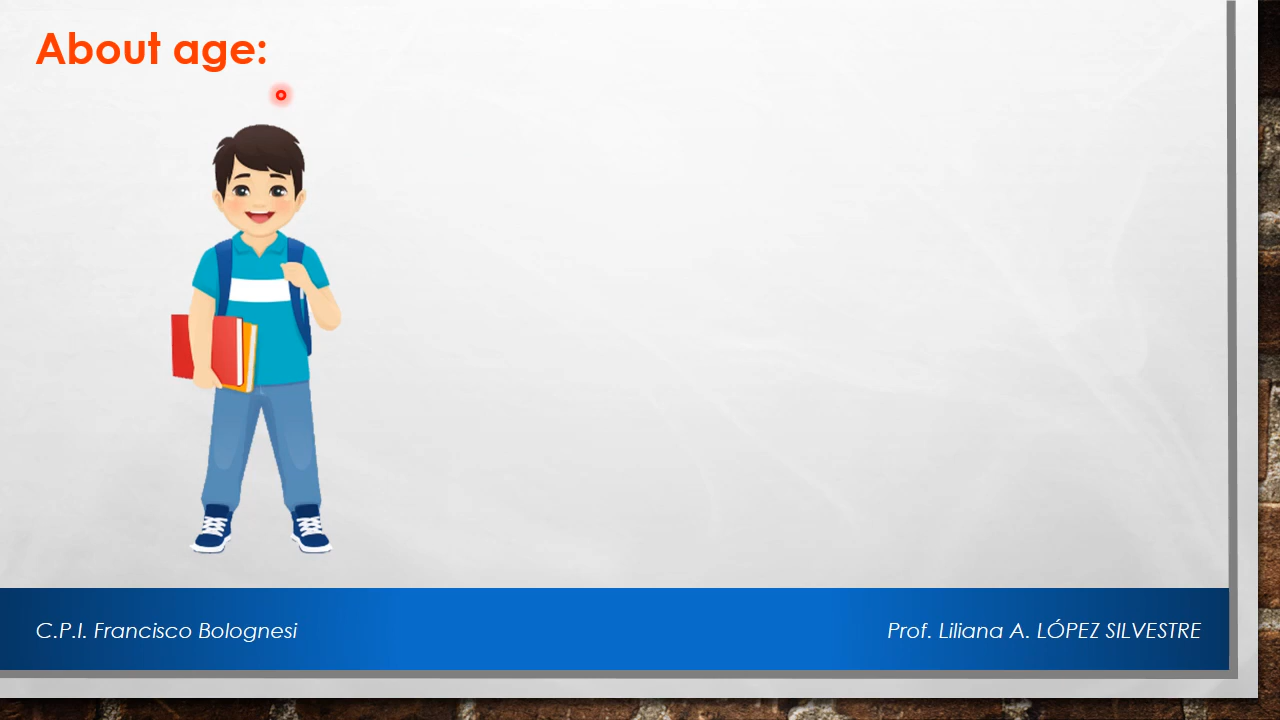 About age:
C.P.I. Francisco Bolognesi
Prof. Liliana A. LÓPEZ SILVESTRE